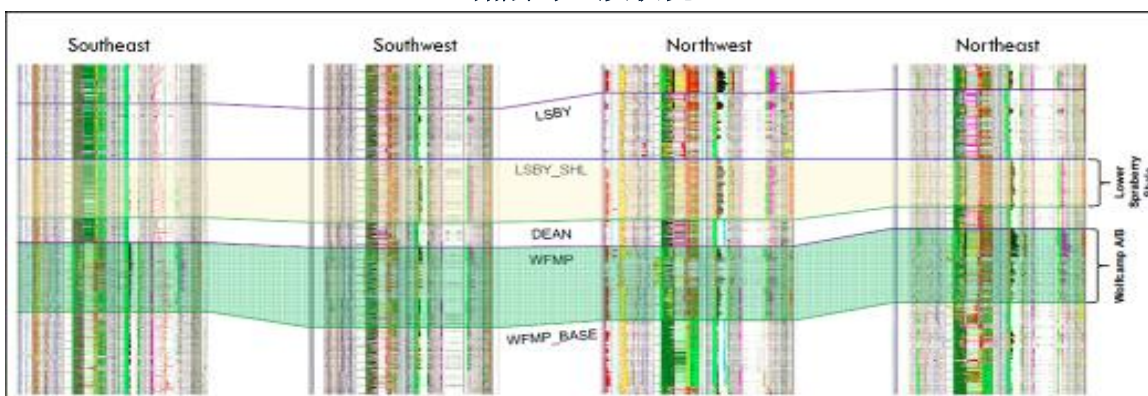 Southeast
Southwest
Northwest
Northeast
LSBY
LSBY_SHL
DEAN
WFMP
WFMP_BASE
Lower
Spraberry
Wolfcamp A/B